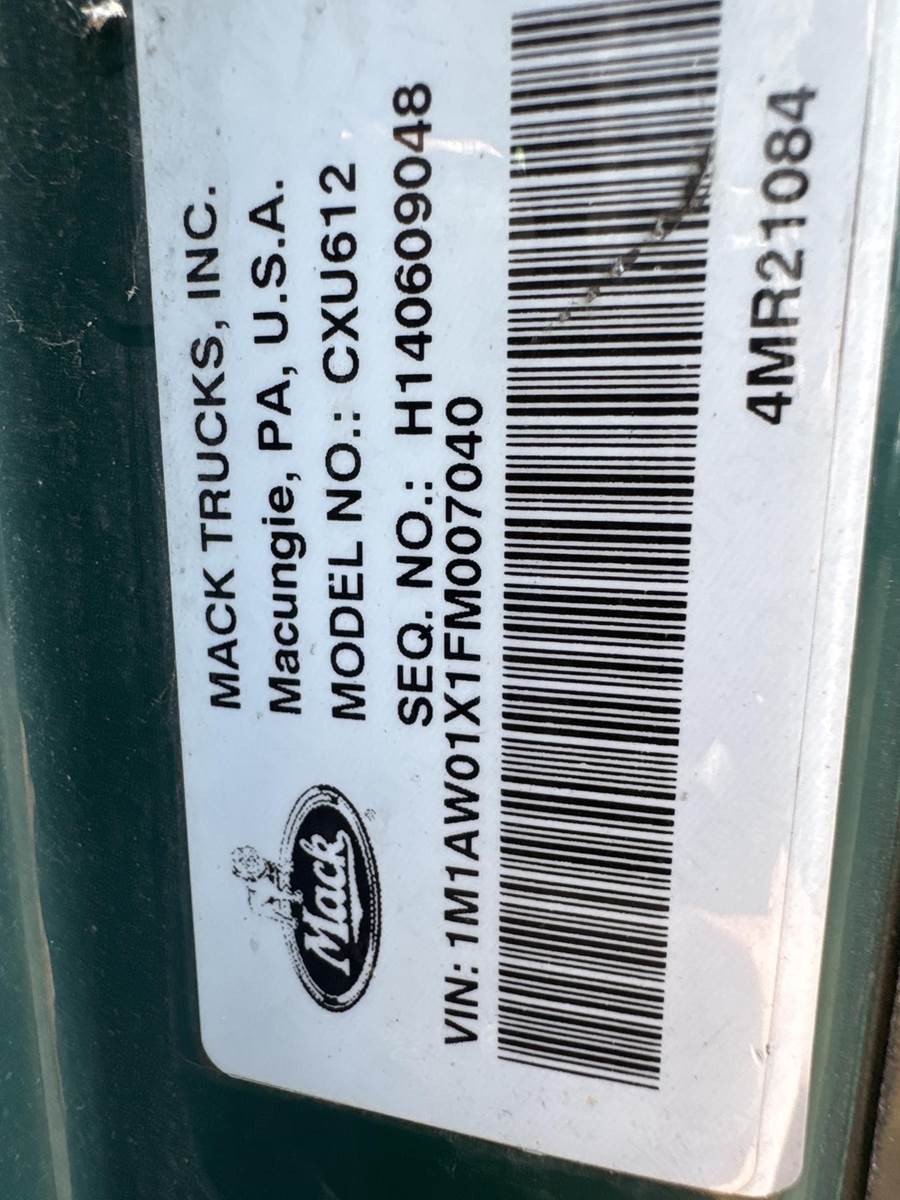 MACK TRUCKS, INC.
Macungie, PA, U.S.A.
MODEL NO.: CXU612
SEQ. NO.: H140609048
Mack
®
VIN: 1M1AW01X1FM007040
4MR21084